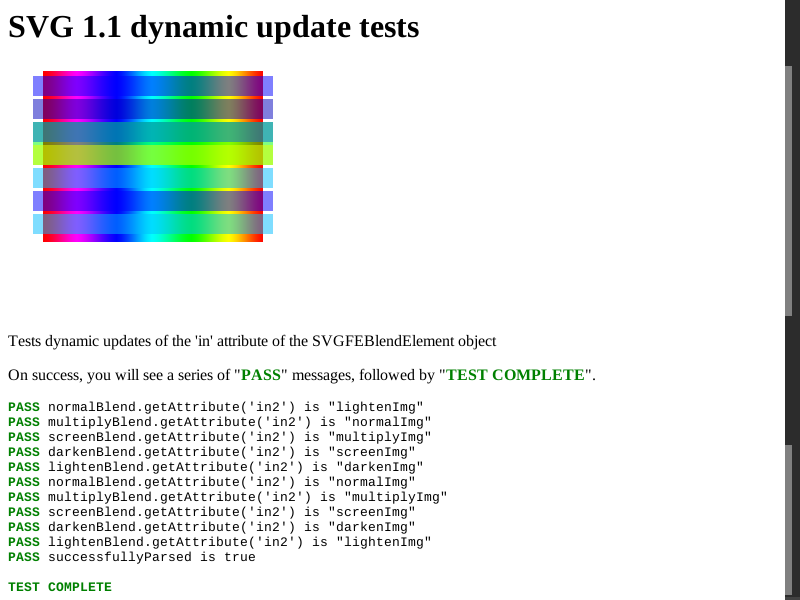 SVG 1.1 dynamic update tests
Tests dynamic updates of the 'in' attribute of the SVGFEBlendElement object
On success, you will see a series of "PASS" messages, followed by "TEST COMPLETE".
PASS normalBlend.getAttribute('in2') is "lightenImg"
PASS multiplyBlend.getAttribute('in2') is "normalImg"
PASS screenBlend.getAttribute('in2') is "multiplyImg"
PASS darkenBlend.getAttribute('in2') is "screenImg"
PASS lightenBlend.getAttribute('in2') is "darkenImg"
PASS normalBlend.getAttribute('in2') is "normalImg"
PASS multiplyBlend.getAttribute('in2') is "multiplyImg"
PASS screenBlend.getAttribute('in2') is "screenImg"
PASS darkenBlend.getAttribute('in2') is "darkenImg"
PASS lightenBlend.getAttribute('in2') is "lightenImg"
PASS successfullyParsed is true
TEST COMPLETE